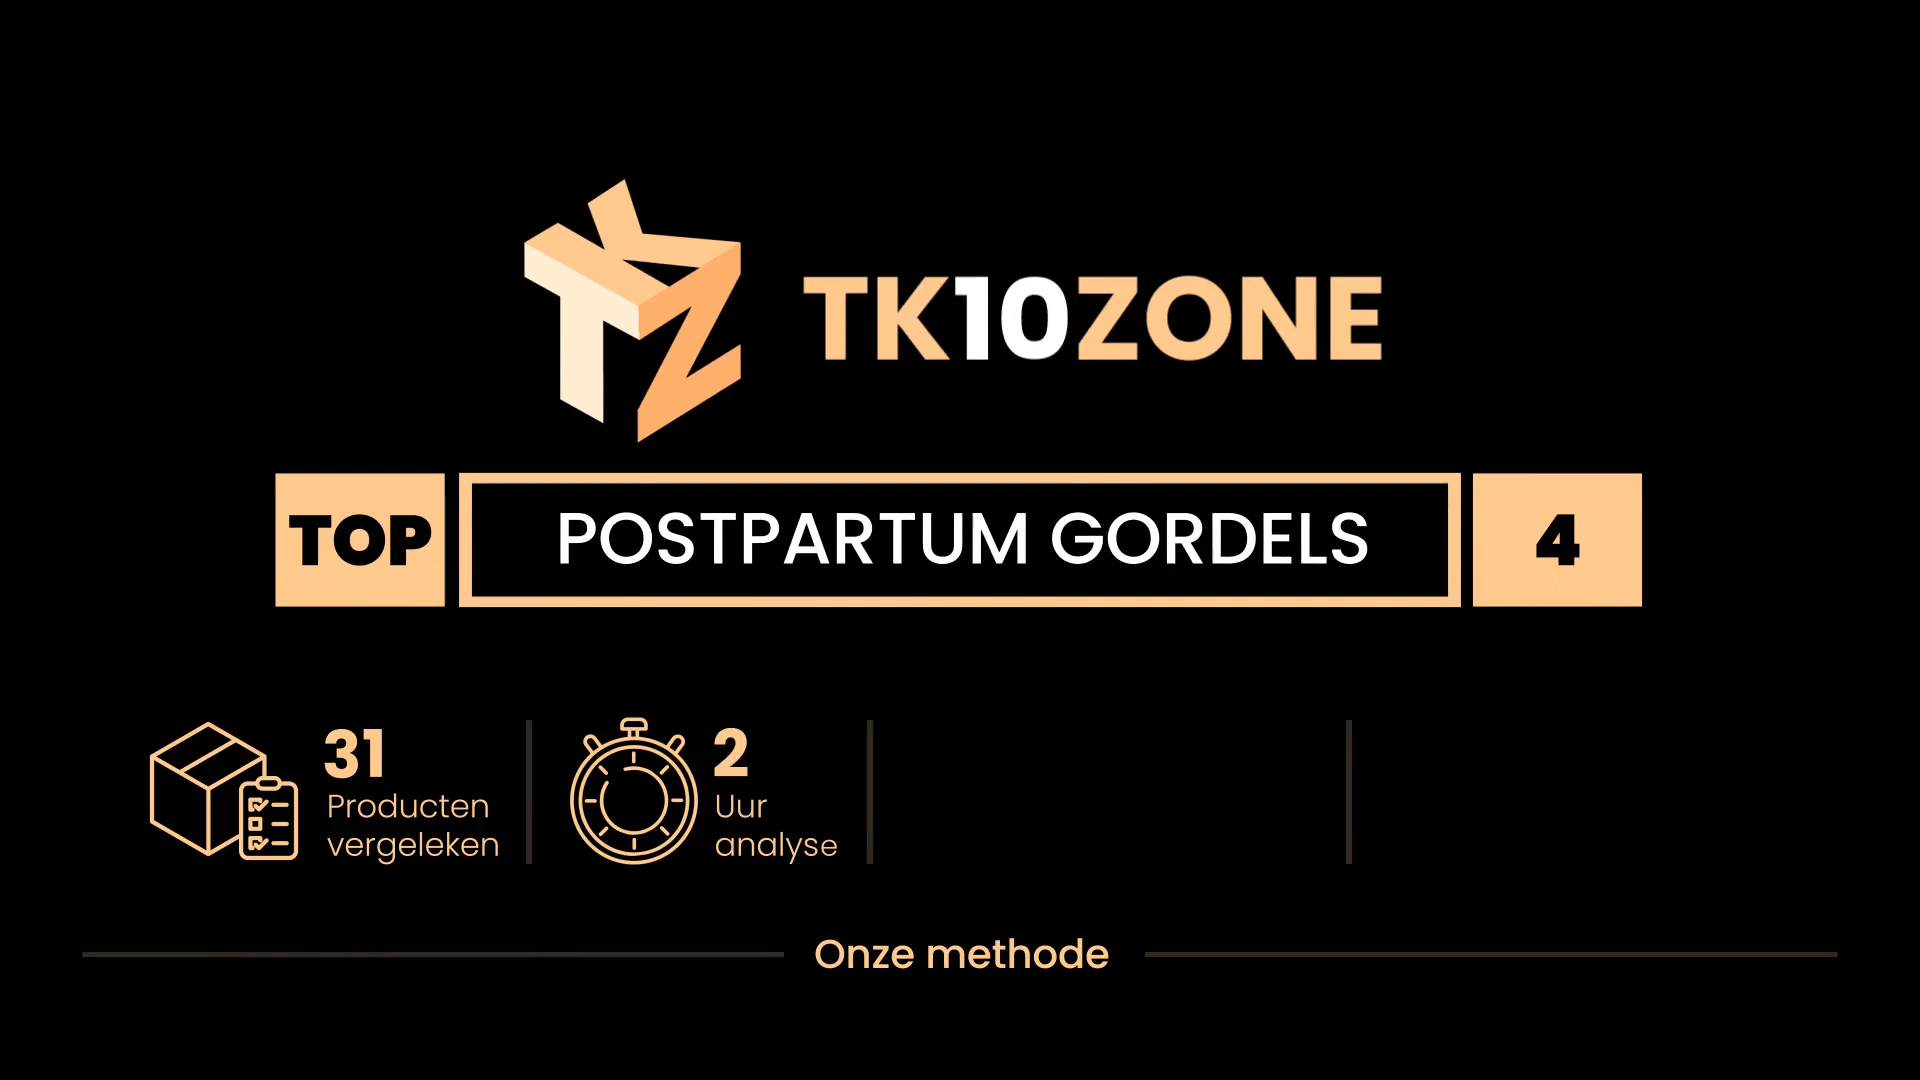 TK10ZONE
TOP POSTPARTUM GORDELS 4
31
Producten
vergeleken
2
Uur
analyse
Onze methode